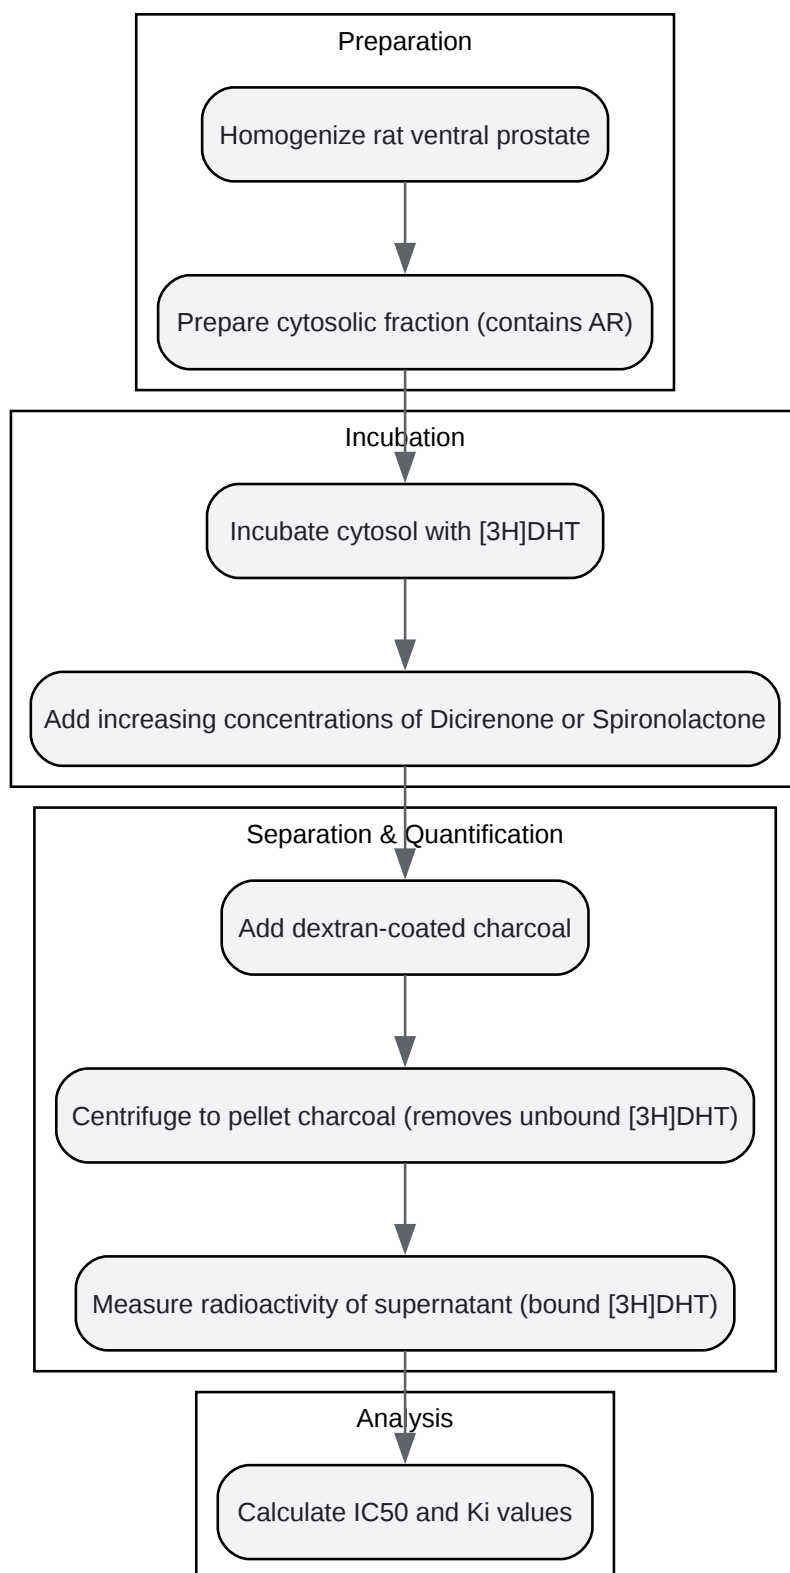 Preparation
Homogenize rat ventral prostate
Prepare cytosolic fraction (contains AR)
Incubation
Incubate cytosol with [3H]DHT
Add increasing concentrations of Dicirenone or Spironolactone
Separation & Quantification
Add dextran-coated charcoal
Centrifuge to pellet charcoal (removes unbound [3H]DHT)
Measure radioactivity of supernatant (bound [3H]DHT)
Analysis
Calculate IC50 and Ki values